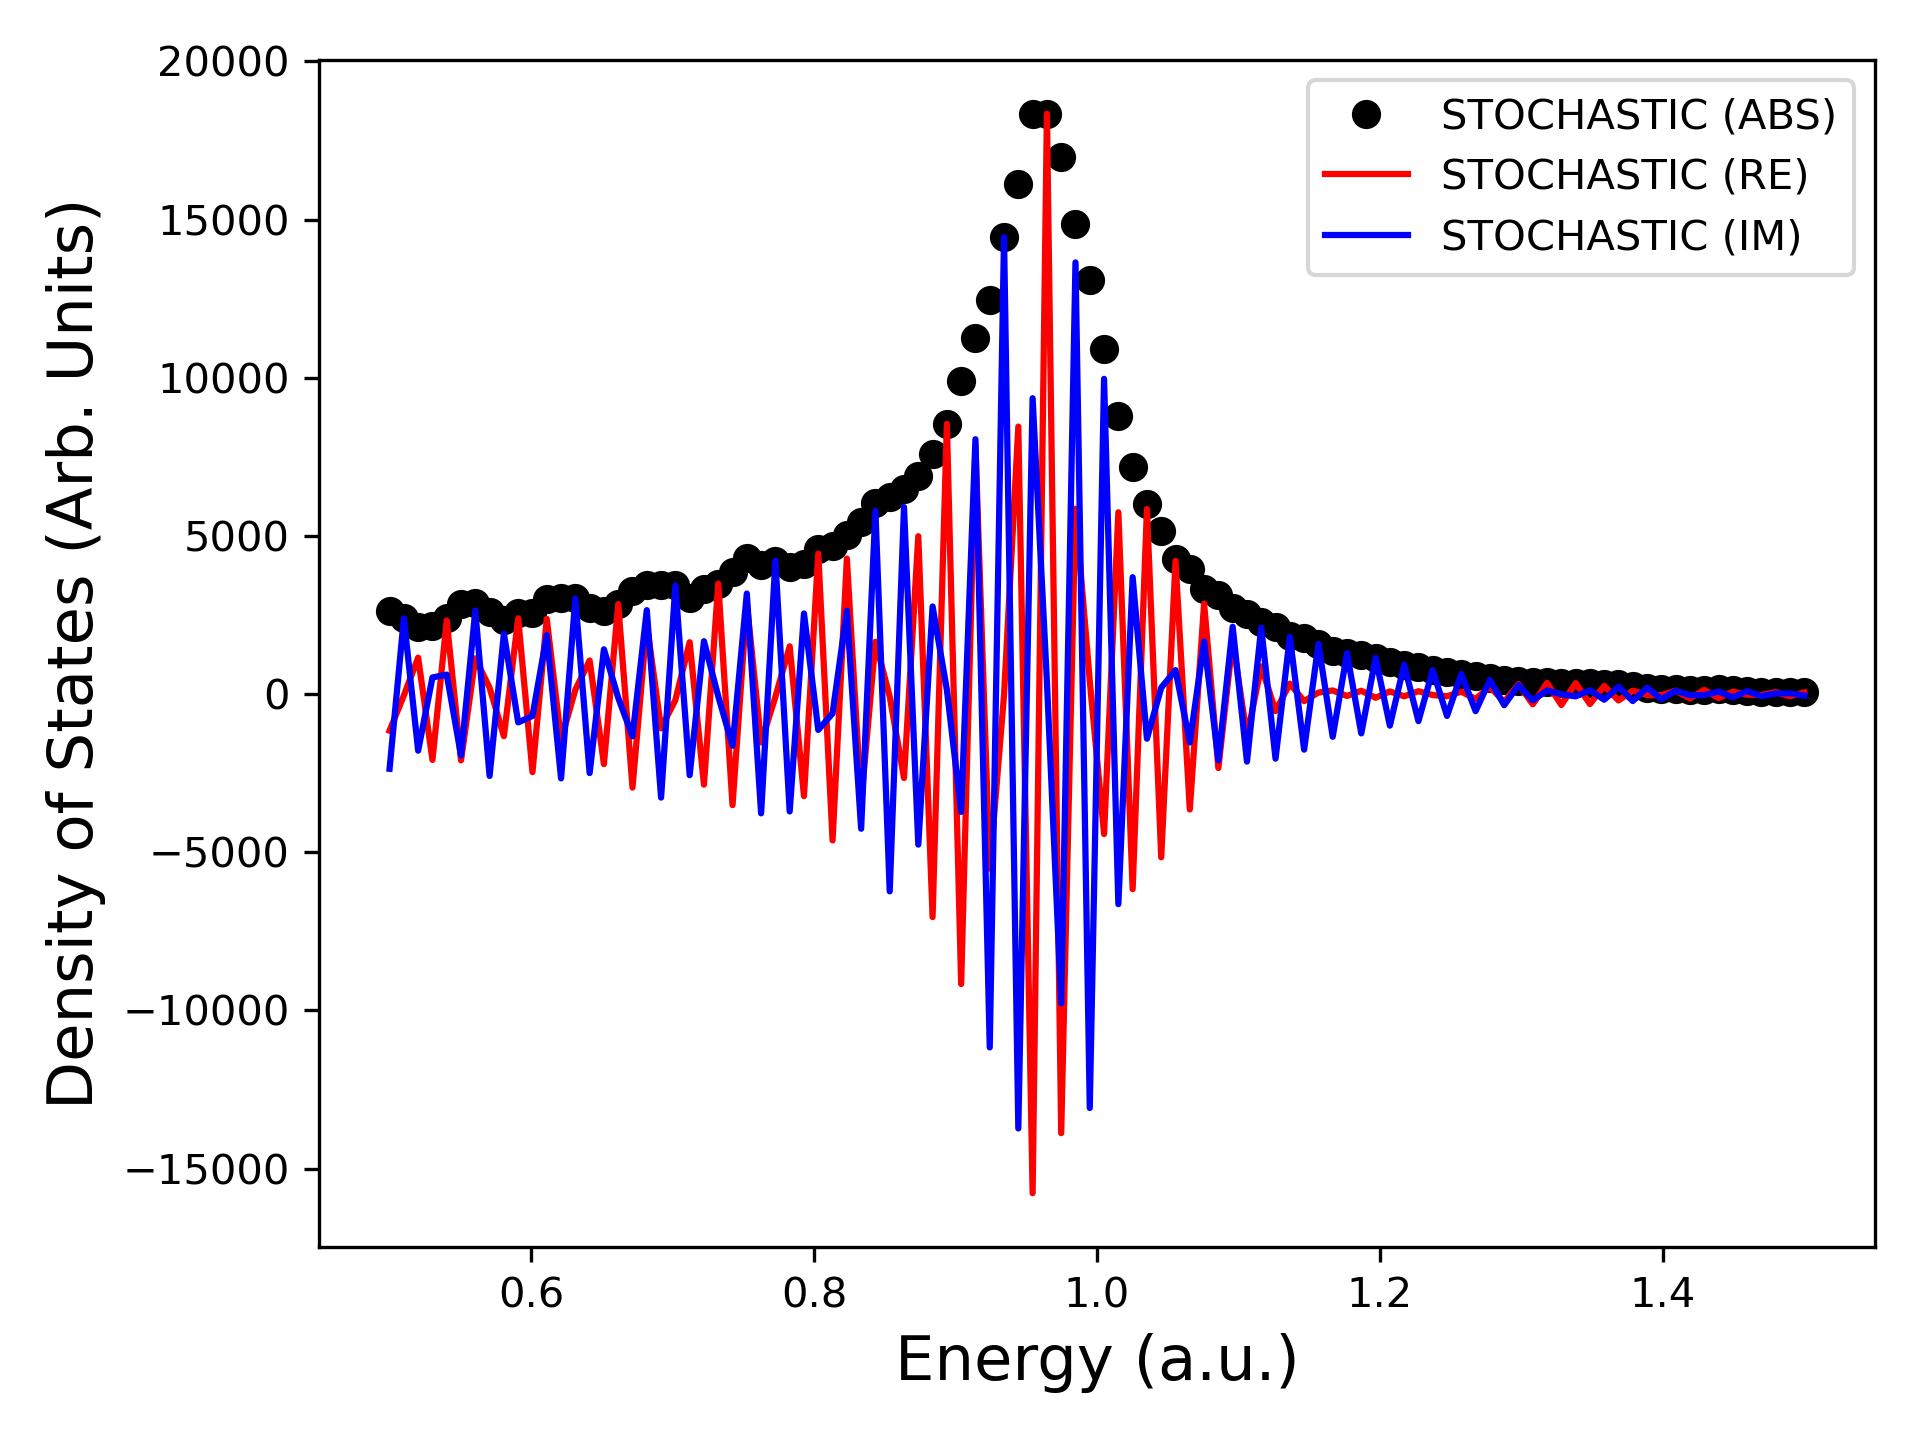 20000
15000
10000
5000
0
−5000
−10000
−15000
Density of States (Arb. Units)
STOCHASTIC (ABS)
STOCHASTIC (RE)
STOCHASTIC (IM)
0.6 0.8 1.0 1.2 1.4
Energy (a.u.)